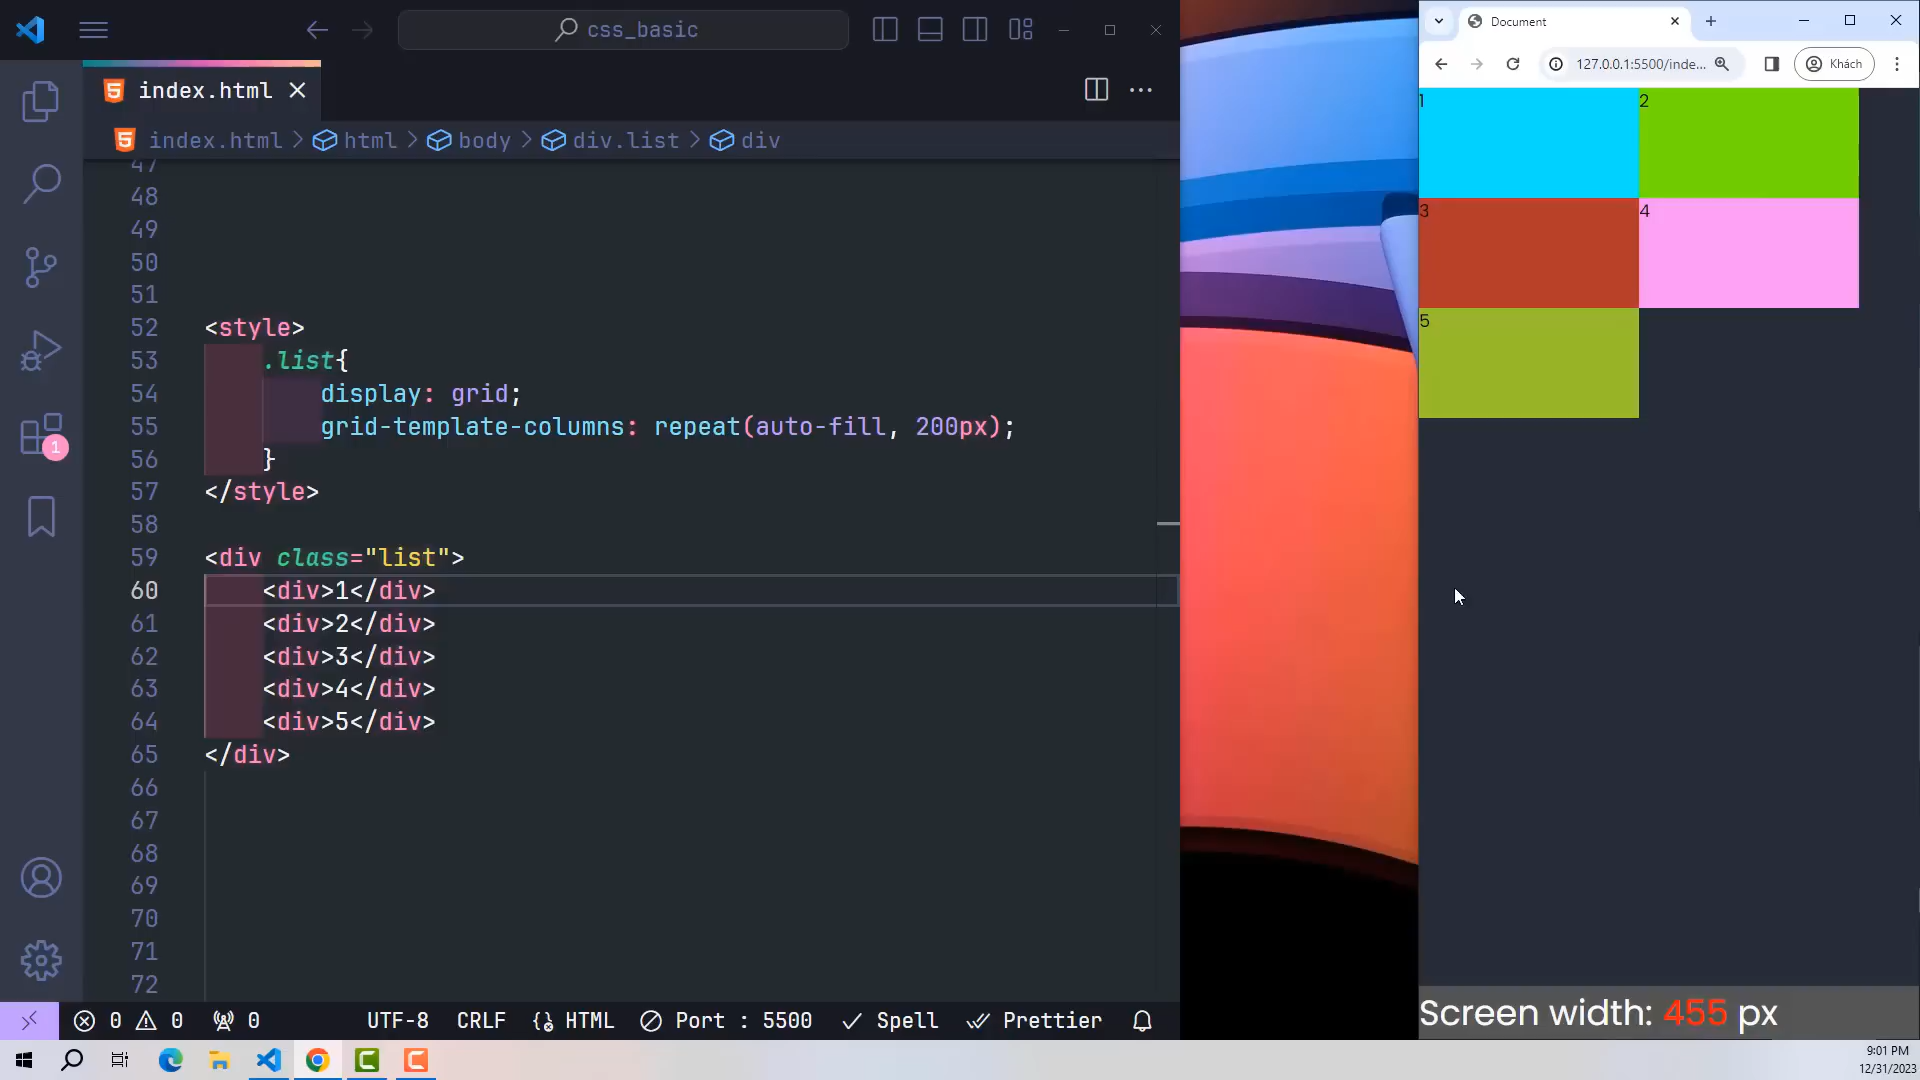 css_basic
index.html
index.html > html > body > div.list > div
47
48
49
50
51
52 <style>
53 .list{
54 display: grid;
55 grid-template-columns: repeat(auto-fill, 200px);
56 }
57 </style>
58
59 <div class="list">
60 <div>1</div>
61 <div>2</div>
62 <div>3</div>
63 <div>4</div>
64 <div>5</div>
65 </div>
66
67
68
69
70
71
72
1
0 0 0 UTF-8 CRLF HTML Port : 5500 Spell Prettier
Document
127.0.0.1:5500/inde... Khách
1 2
3 4
5
Screen width: 455 px
9:01 PM
12/31/2023